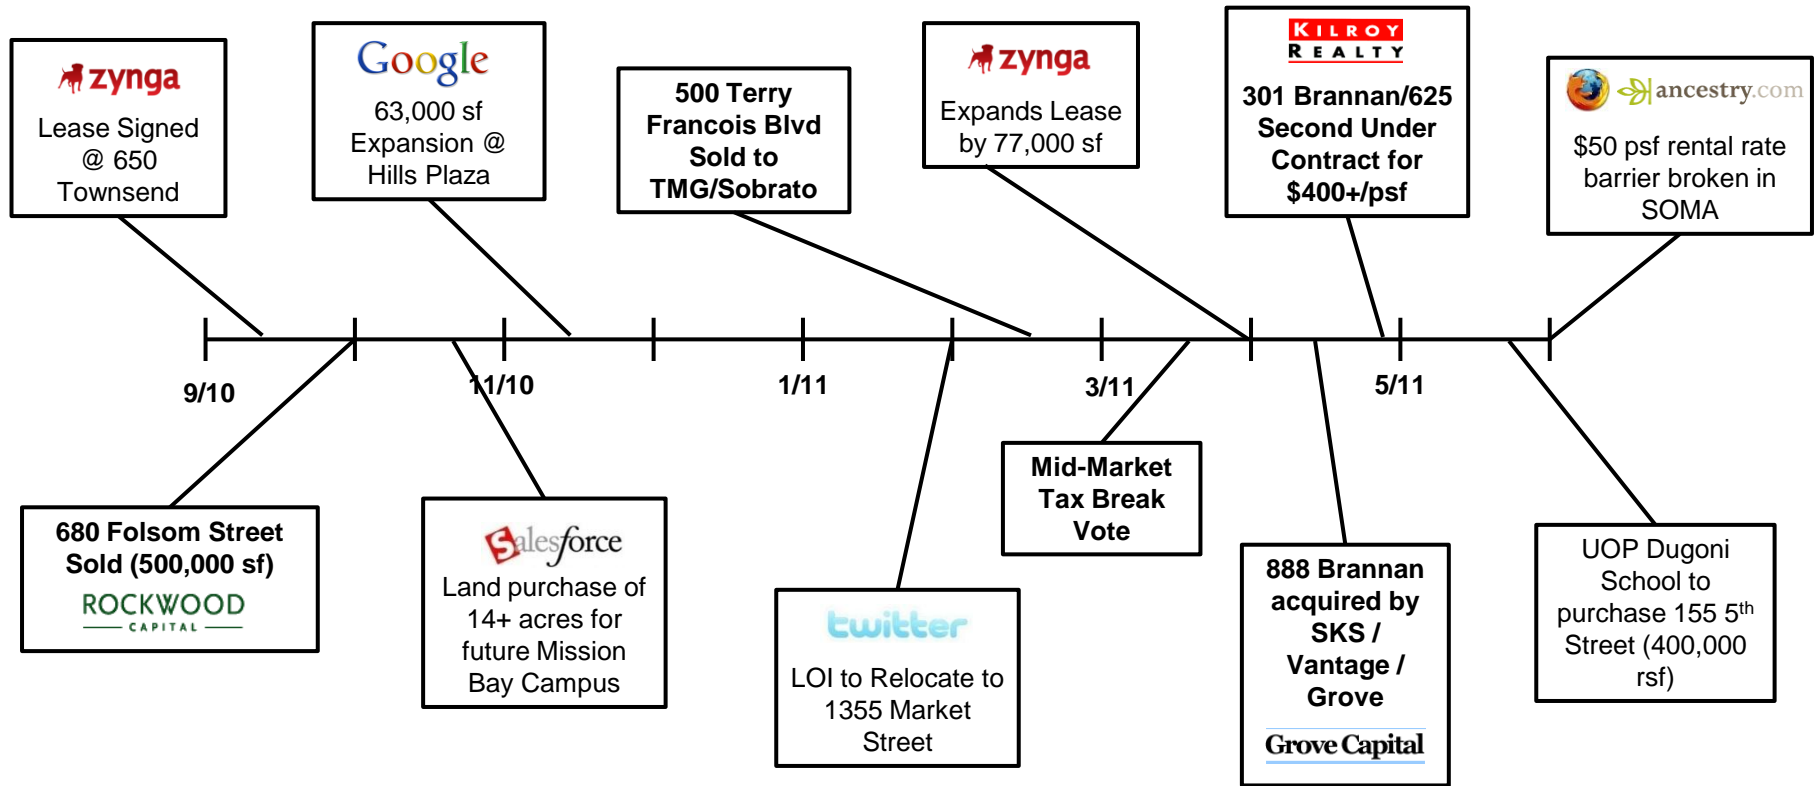 zynga
Lease Signed
@ 650
Townsend
Google
63,000 sf
Expansion @
Hills Plaza
500 Terry
Francois Blvd
Sold to
TMG/Sobrato
zynga
Expands Lease
by 77,000 sf
KILROY
REALTY
301 Brannan/625
Second Under
Contract for
$400+/psf
ancestry.com
$50 psf rental rate
barrier broken in
SOMA
9/10
11/10
1/11
3/11
5/11
680 Folsom Street
Sold (500,000 sf)
ROCKWOOD
CAPITAL
Salesforce
Land purchase of
14+ acres for
future Mission
Bay Campus
twitter
LOI to Relocate to
1355 Market
Street
Mid-Market
Tax Break
Vote
888 Brannan
acquired by
SKS /
Vantage /
Grove
Grove Capital
UOP Dugoni
School to
purchase 155 5th
Street (400,000
rsf)